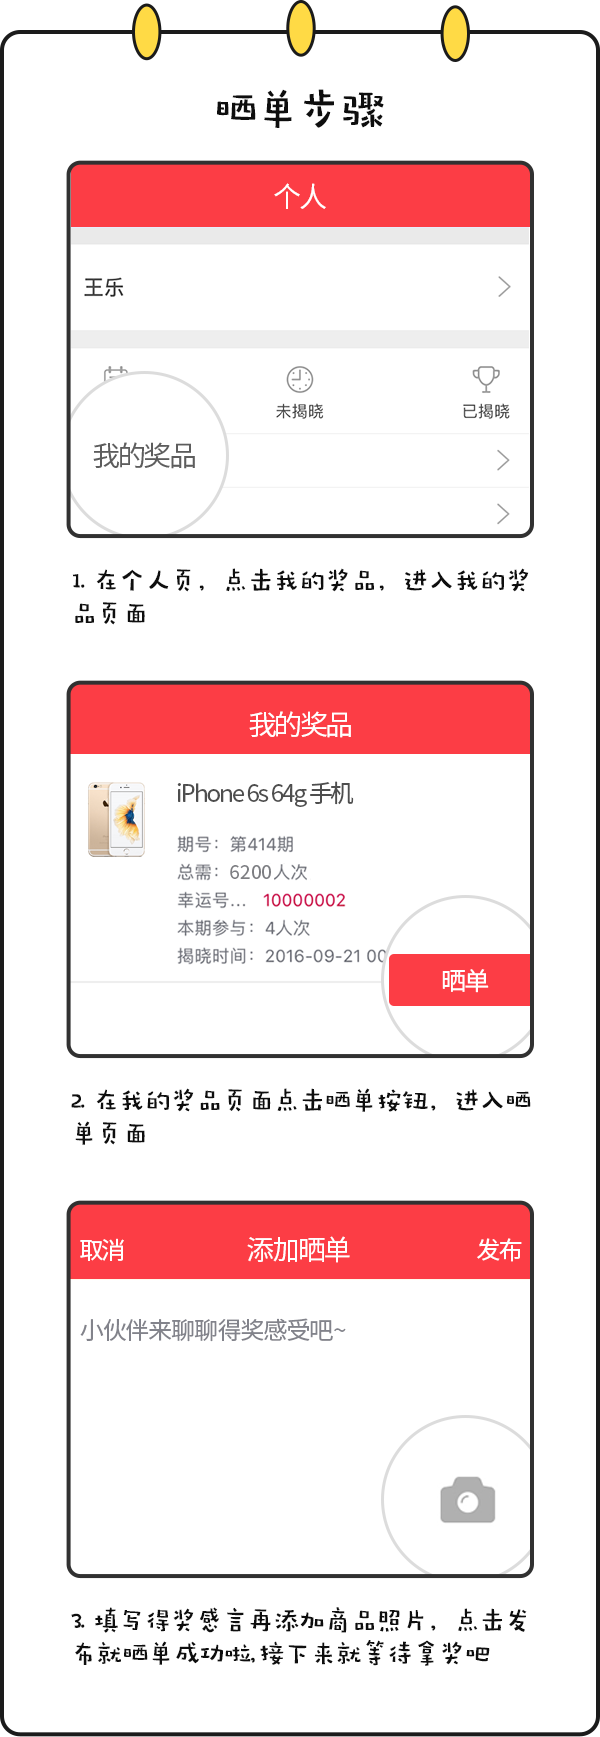 晒单步骤
个人
王乐
未揭晓 已揭晓
我的奖品
1. 在个人页，点击我的奖品，进入我的奖
品页面
我的奖品
iPhone 6s 64g 手机
期号：第414期
总需：6200人次
幸运号... 10000002
本期参与：4人次
揭晓时间：2016-09-21 00
晒单
2. 在我的奖品页面点击晒单按钮，进入晒
单页面
取消 添加晒单 发布
小伙伴来聊聊得奖感受吧~
3. 填写得奖感言再添加商品照片，点击发
布就晒单成功啦,接下来就等待拿奖吧